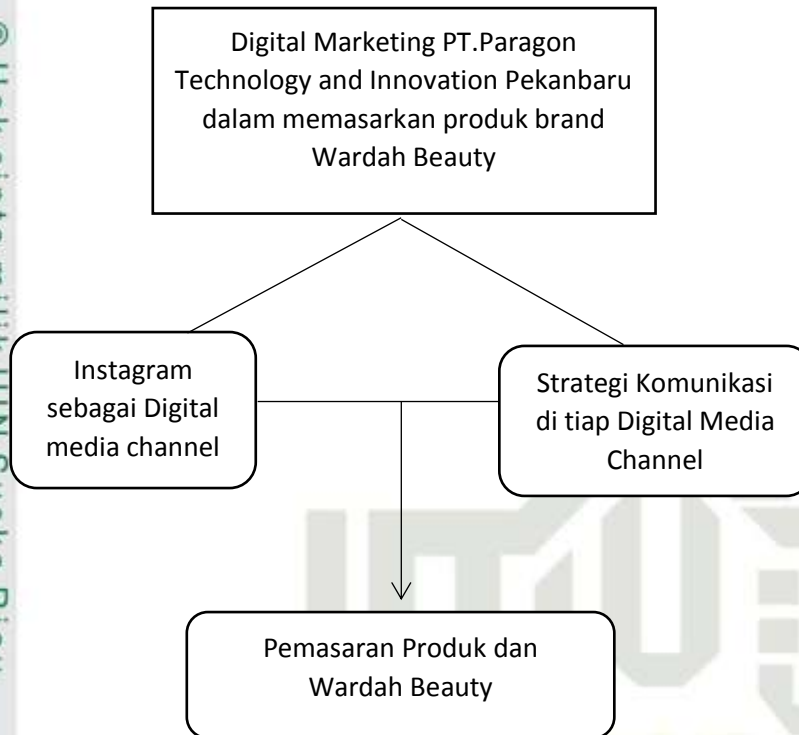 Digital Marketing PT.Paragon
Technology and Innovation Pekanbaru
dalam memasarkan produk brand
Wardah Beauty
Instagram
sebagai Digital
media channel
Strategi Komunikasi
di tiap Digital Media
Channel
Pemasaran Produk dan
Wardah Beauty